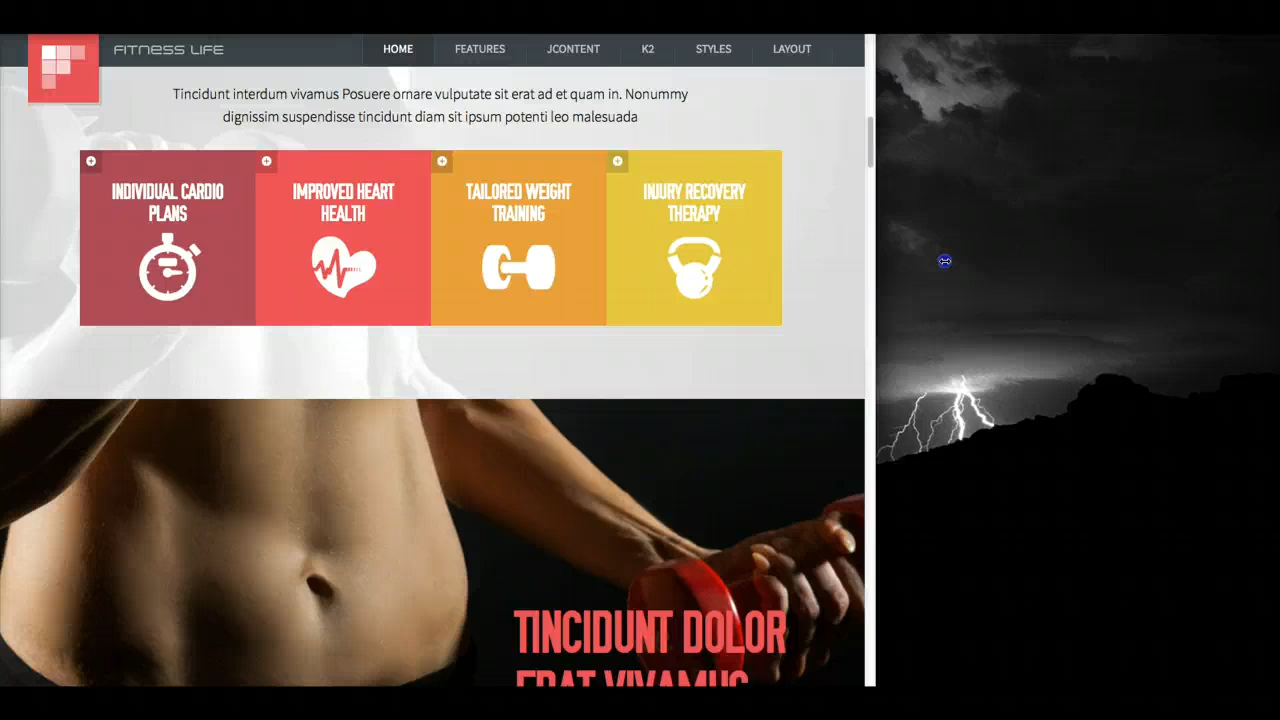 FITNESS LIFE
HOME FEATURES JCONTENT K2 STYLES LAYOUT
Tincidunt interdum vivamus Posuere ornare vulputate sit erat ad et quam in. Nonummy
dignissim suspendisse tincidunt diam sit ipsum potenti leo malesuada
INDIVIDUAL CARDIO
PLANS
IMPROVED HEART
HEALTH
TAILORED WEIGHT
TRAINING
INJURY RECOVERY
THERAPY
TINCIDUNT DOLOR
ERAT VIVAMUS